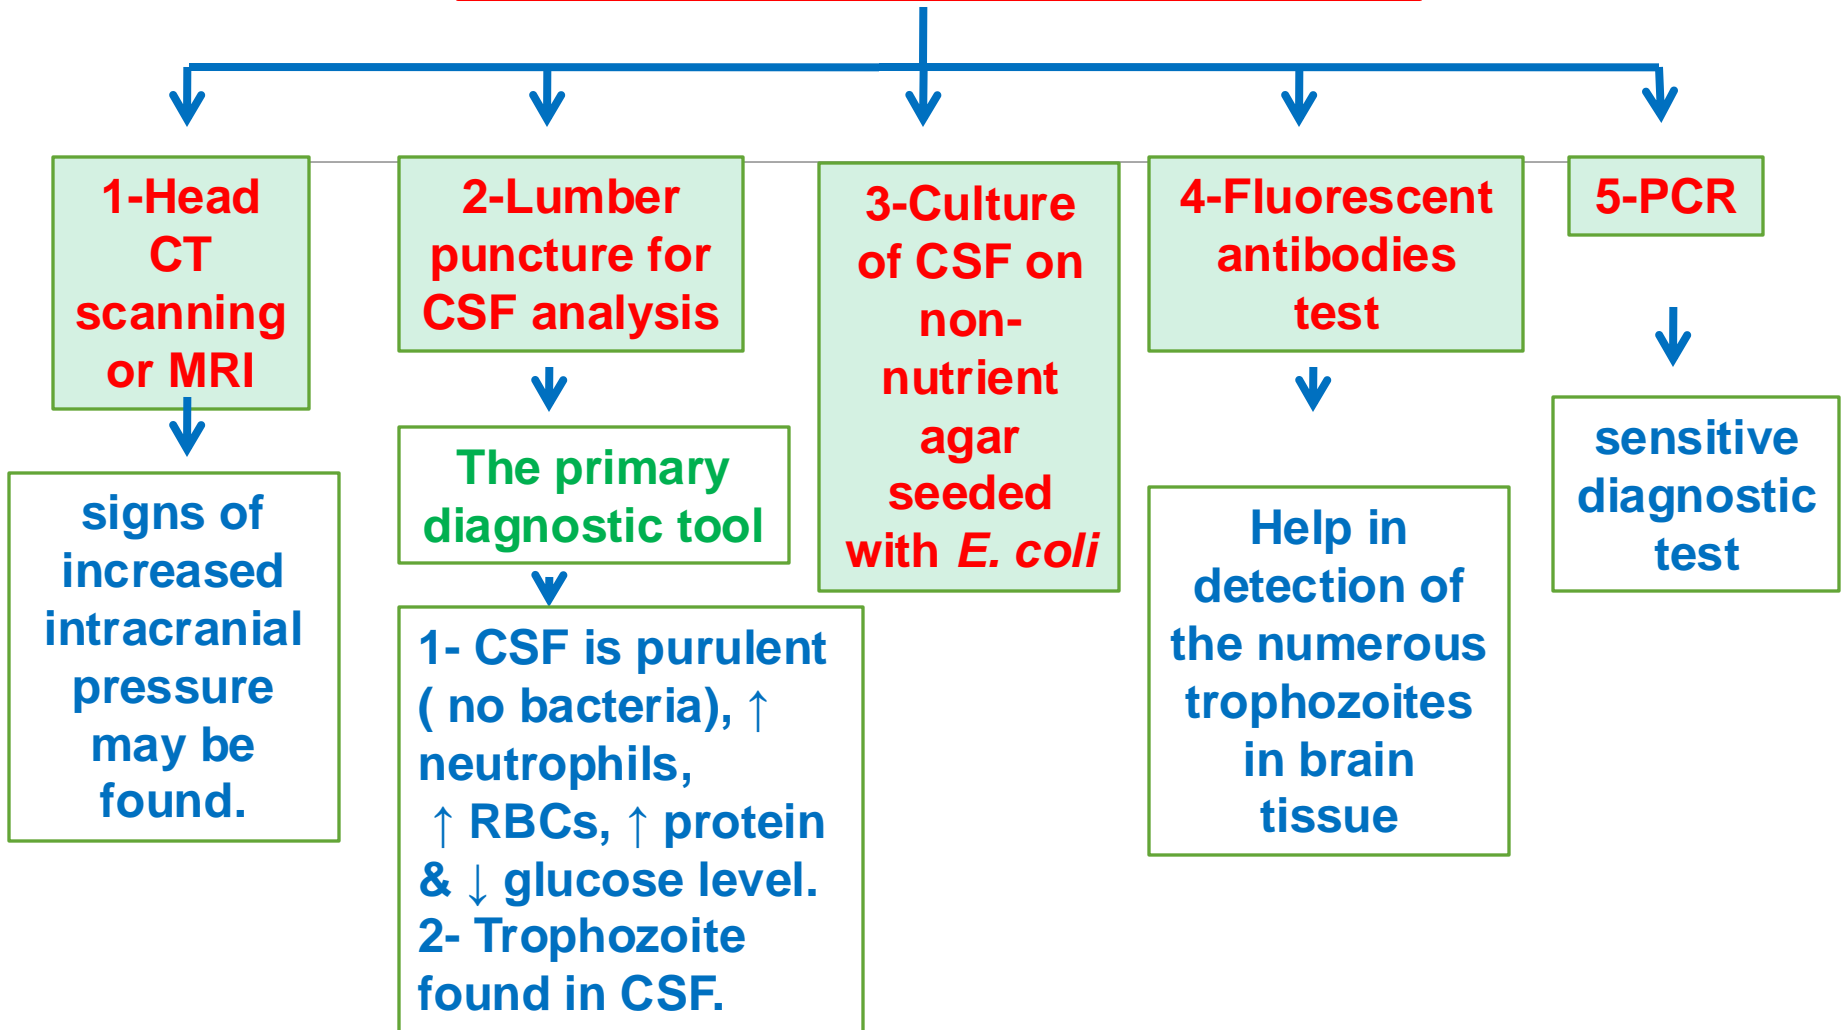 1-Head
CT
scanning
or MRI
signs of
increased
intracranial
pressure
may be
found.
2-Lumber
puncture for
CSF analysis
The primary
diagnostic tool
1- CSF is purulent
( no bacteria), ↑
neutrophils,
↑ RBCs, ↑ protein
& ↓ glucose level.
2- Trophozoite
found in CSF.
3-Culture
of CSF on
non-
nutrient
agar
seeded
with E. coli
4-Fluorescent
antibodies
test
Help in
detection of
the numerous
trophozoites
in brain
tissue
5-PCR
sensitive
diagnostic
test